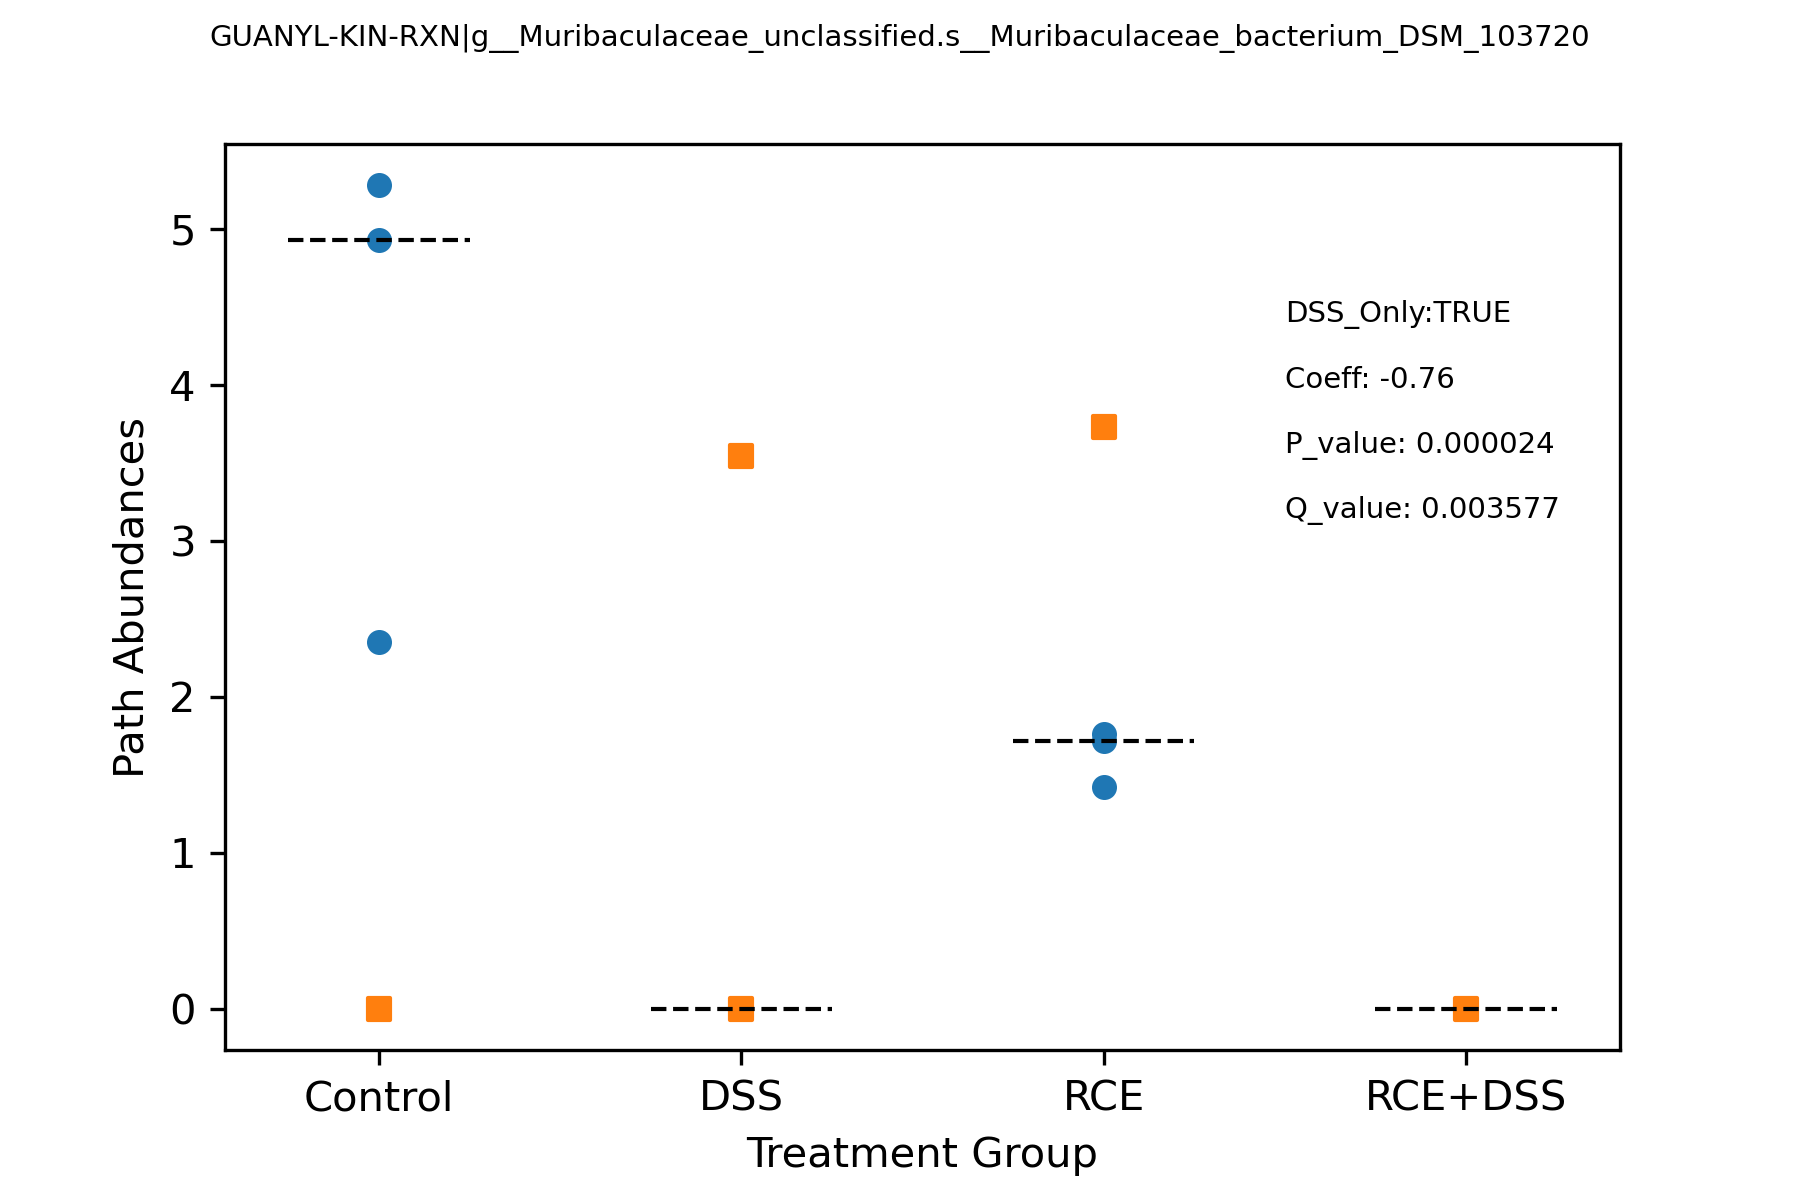 GUANYL-KIN-RXN|g__Muribaculaceae_unclassified.s__Muribaculaceae_bacterium_DSM_103720
5
4
3
2
1
0
Path Abundances
DSS_Only:TRUE
Coeff: -0.76
P_value: 0.000024
Q_value: 0.003577
Control
DSS
RCE
RCE+DSS
Treatment Group